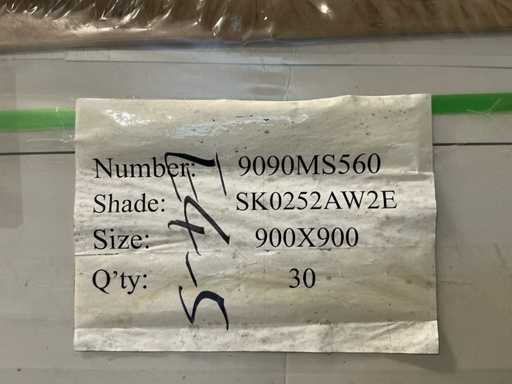 Number: 9090MS560
Shade: SK0252AW2E
Size: 900X900
Q'ty: 30